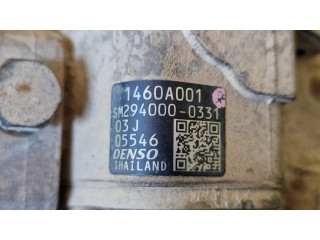 1460A001
SM294000-0331
03J
05546
DENSO
THAILAND